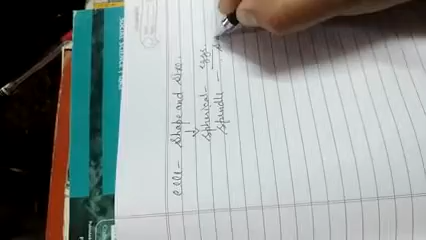 Cell - Shape and Size.
Spherical - eggs
Spindle -